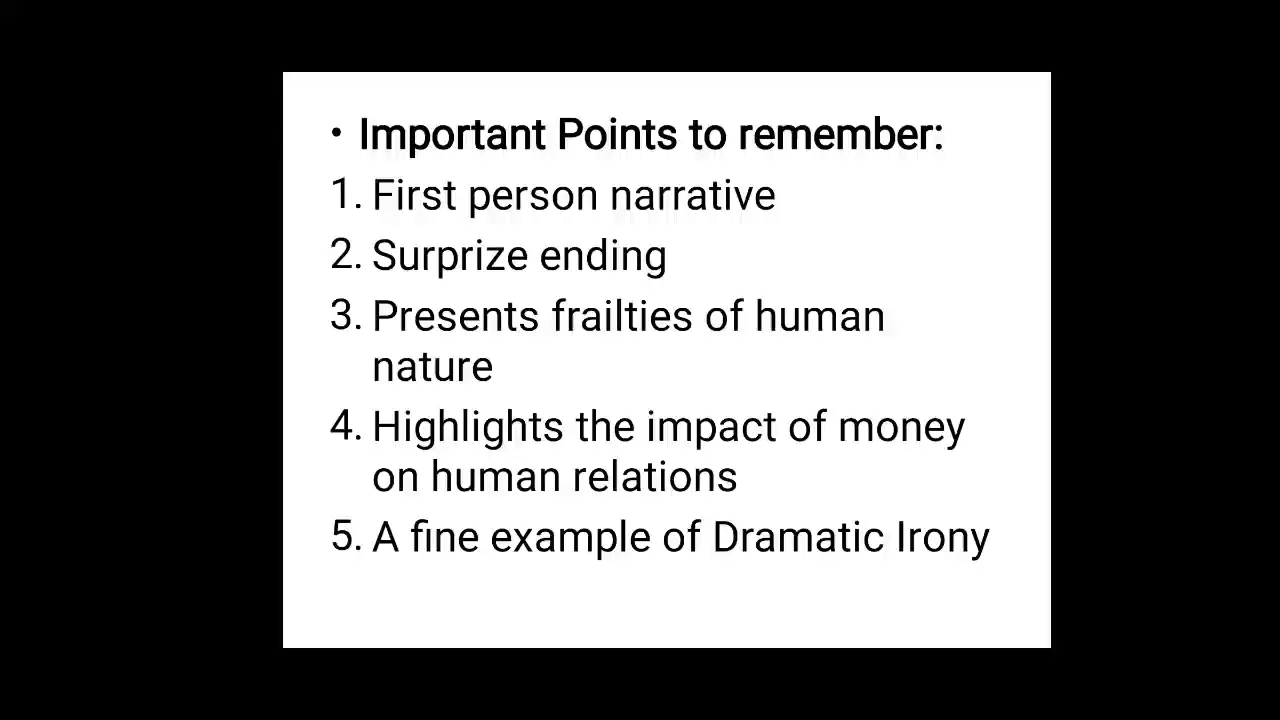 • Important Points to remember:
1. First person narrative
2. Surprize ending
3. Presents frailties of human
nature
4. Highlights the impact of money
on human relations
5. A fine example of Dramatic Irony